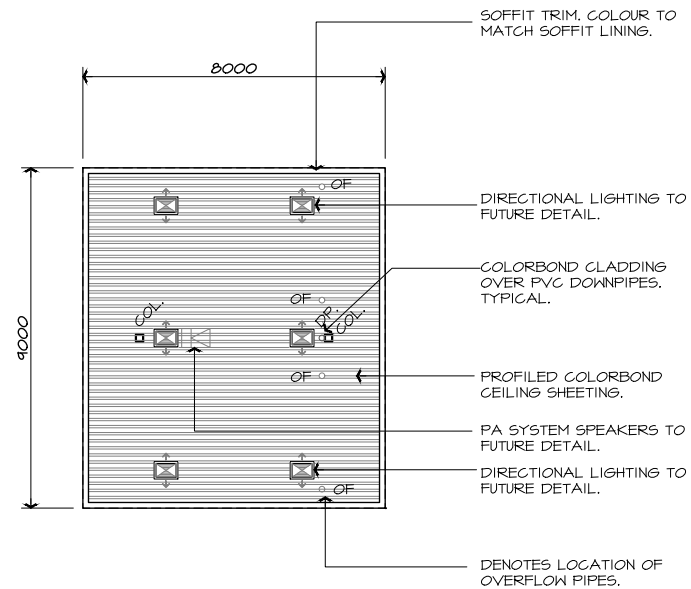 SOFFIT TRIM. COLOUR TO
MATCH SOFFIT LINING.
8000
OF
DIRECTIONAL LIGHTING TO
FUTURE DETAIL.
COLORBOND CLADDING
OVER PVC DOWNPIPES.
TYPICAL.
OF
COL.
DP.
COL.
9000
OF
PROFILED COLORBOND
CEILING SHEETING.
PA SYSTEM SPEAKERS TO
FUTURE DETAIL.
DIRECTIONAL LIGHTING TO
FUTURE DETAIL.
OF
DENOTES LOCATION OF
OVERFLOW PIPES.